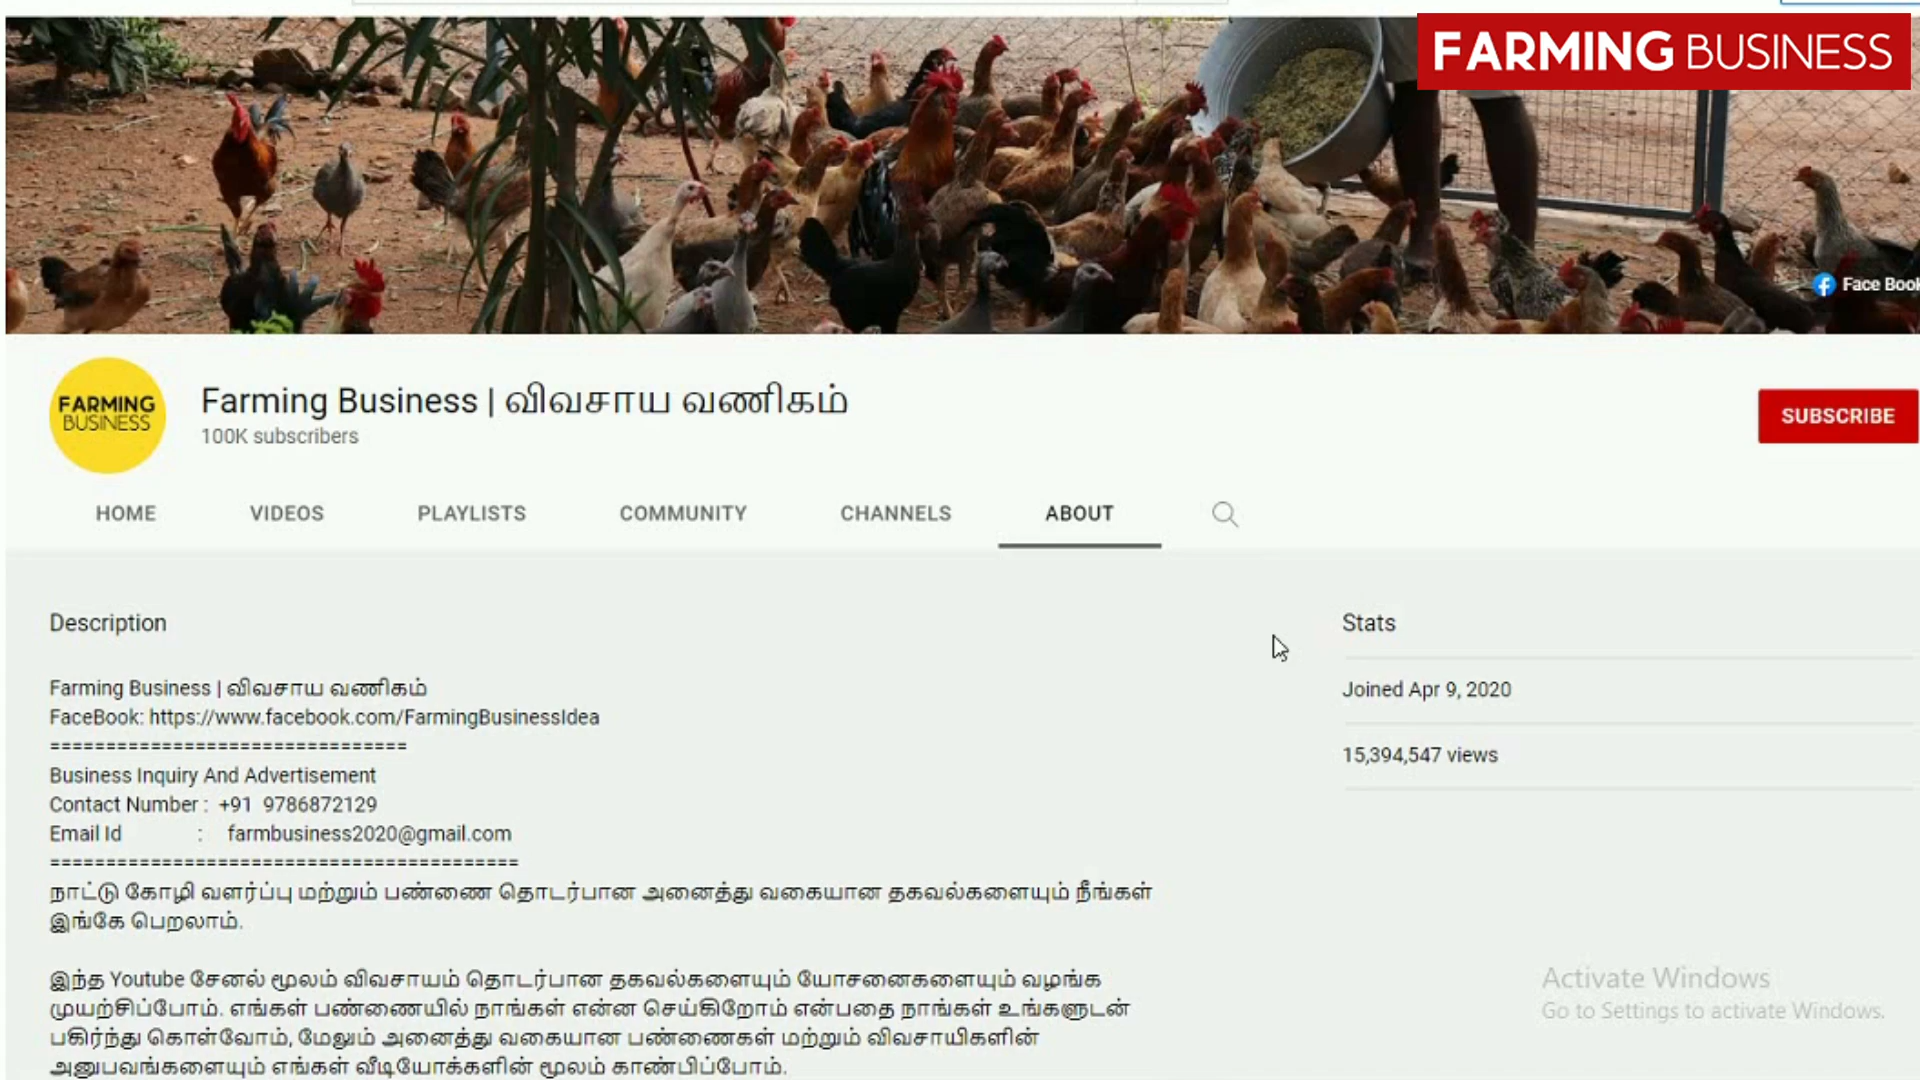 FARMING BUSINESS
Face Book
FARMING
BUSINESS
Farming Business | விவசாய வணிகம்
100K subscribers
SUBSCRIBE
HOME VIDEOS PLAYLISTS COMMUNITY CHANNELS ABOUT
Description
Stats
Farming Business | விவசாய வணிகம்
Joined Apr 9, 2020
FaceBook: https://www.facebook.com/FarmingBusinessIdea
================================
15,394,547 views
Business Inquiry And Advertisement
Contact Number : +91 9786872129
Email Id : farmbusiness2020@gmail.com
==========================================
நாட்டு கோழி வளர்ப்பு மற்றும் பண்ணை தொடர்பான அனைத்து வகையான தகவல்களையும் நீங்கள்
இங்கே பெறலாம்.
இந்த Youtube சேனல் மூலம் விவசாயம் தொடர்பான தகவல்களையும் யோசனைகளையும் வழங்க
முயற்சிப்போம். எங்கள் பண்ணையில் நாங்கள் என்ன செய்கிறோம் என்பதை நாங்கள் உங்களுடன்
பகிர்ந்து கொள்வோம், மேலும் அனைத்து வகையான பண்ணைகள் மற்றும் விவசாயிகளின்
அனுபவங்களையும் எங்கள் வீடியோக்களின் மூலம் காண்பிப்போம்.
Activate Windows
Go to Settings to activate Windows.